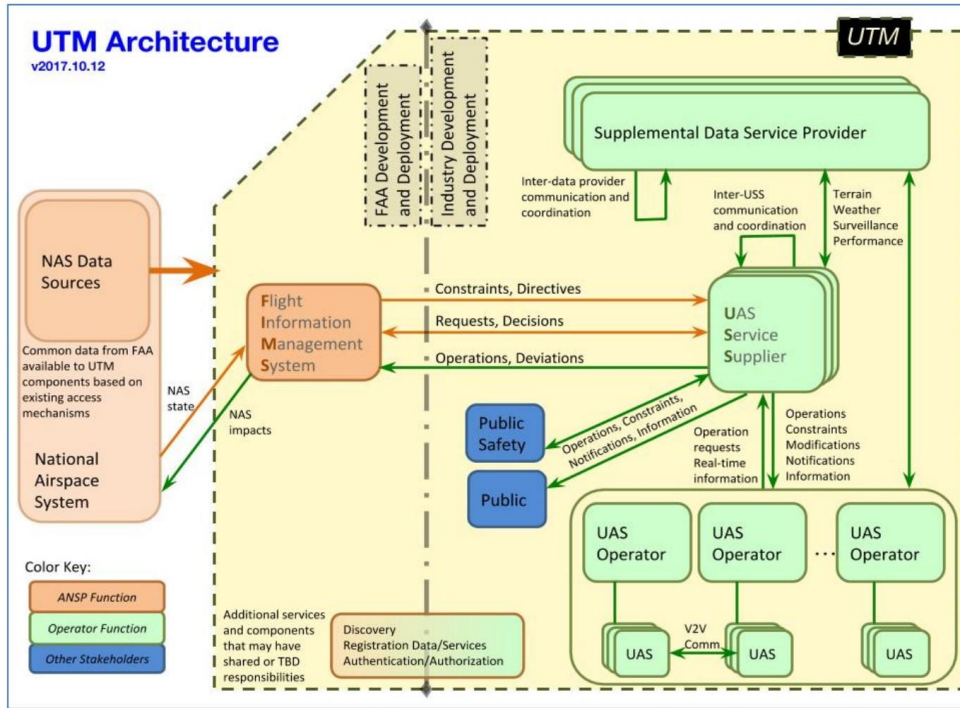 UTM Architecture
v2017.10.12
UTM
FAA Development
and Deployment
Industry Development
and Deployment
Supplemental Data Service Provider
Inter-data provider
communication and
coordination
Inter-USS
communication
and coordination
Terrain
Weather
Surveillance
Performance
NAS Data
Sources
Common data from FAA
available to UTM
components based on
existing access
mechanisms
National
Airspace
System
NAS
state
NAS
impacts
Flight
Information
Management
System
Constraints, Directives
Requests, Decisions
Operations, Deviations
UAS
Service
Supplier
Public
Safety
Public
Operations, Constraints,
Notifications, Information
Operation
requests
Real-time
information
Operations
Constraints
Modifications
Notifications
Information
UAS
Operator
UAS
Operator
...
UAS
Operator
UAS
V2V
Comm.
UAS
UAS
Color Key:
ANSP Function
Operator Function
Other Stakeholders
Additional services
and components
that may have
shared or TBD
responsibilities
Discovery
Registration Data/Services
Authentication/Authorization